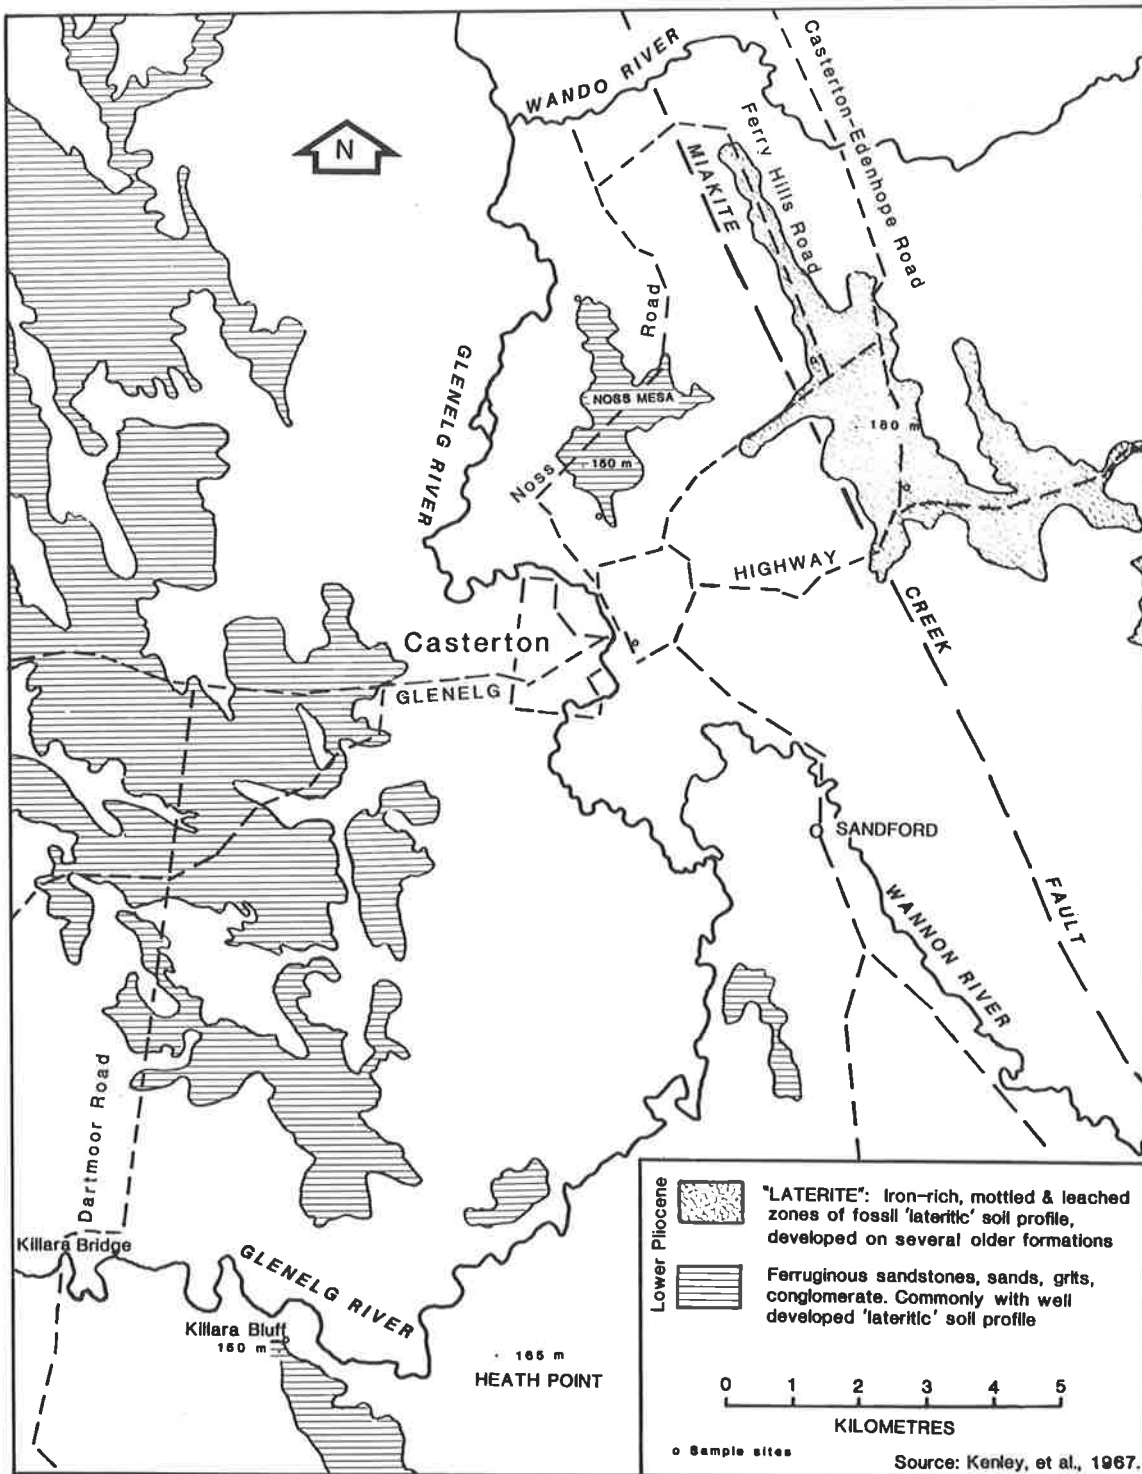 WANDO RIVER
Casterton-Edenhope Road
Ferry Hills Road
N
MIAKITE
Road
GLENELG RIVER
NOSS MESA
180 m
Noss
150 m
HIGHWAY
CREEK
Casterton
GLENELG
SANDFORD
FAULT
WANNON RIVER
Dartmoor Road
Killara Bridge
GLENELG RIVER
Killara Bluff
150 m
165 m
HEATH POINT
Lower Pliocene
"LATERITE": Iron-rich, mottled & leached
zones of fossil 'lateritic' soil profile,
developed on several older formations
Ferruginous sandstones, sands, grits,
conglomerate. Commonly with well
developed 'lateritic' soil profile
0 1 2 3 4 5
KILOMETRES
o Sample sites
Source: Kenley, et al., 1967.